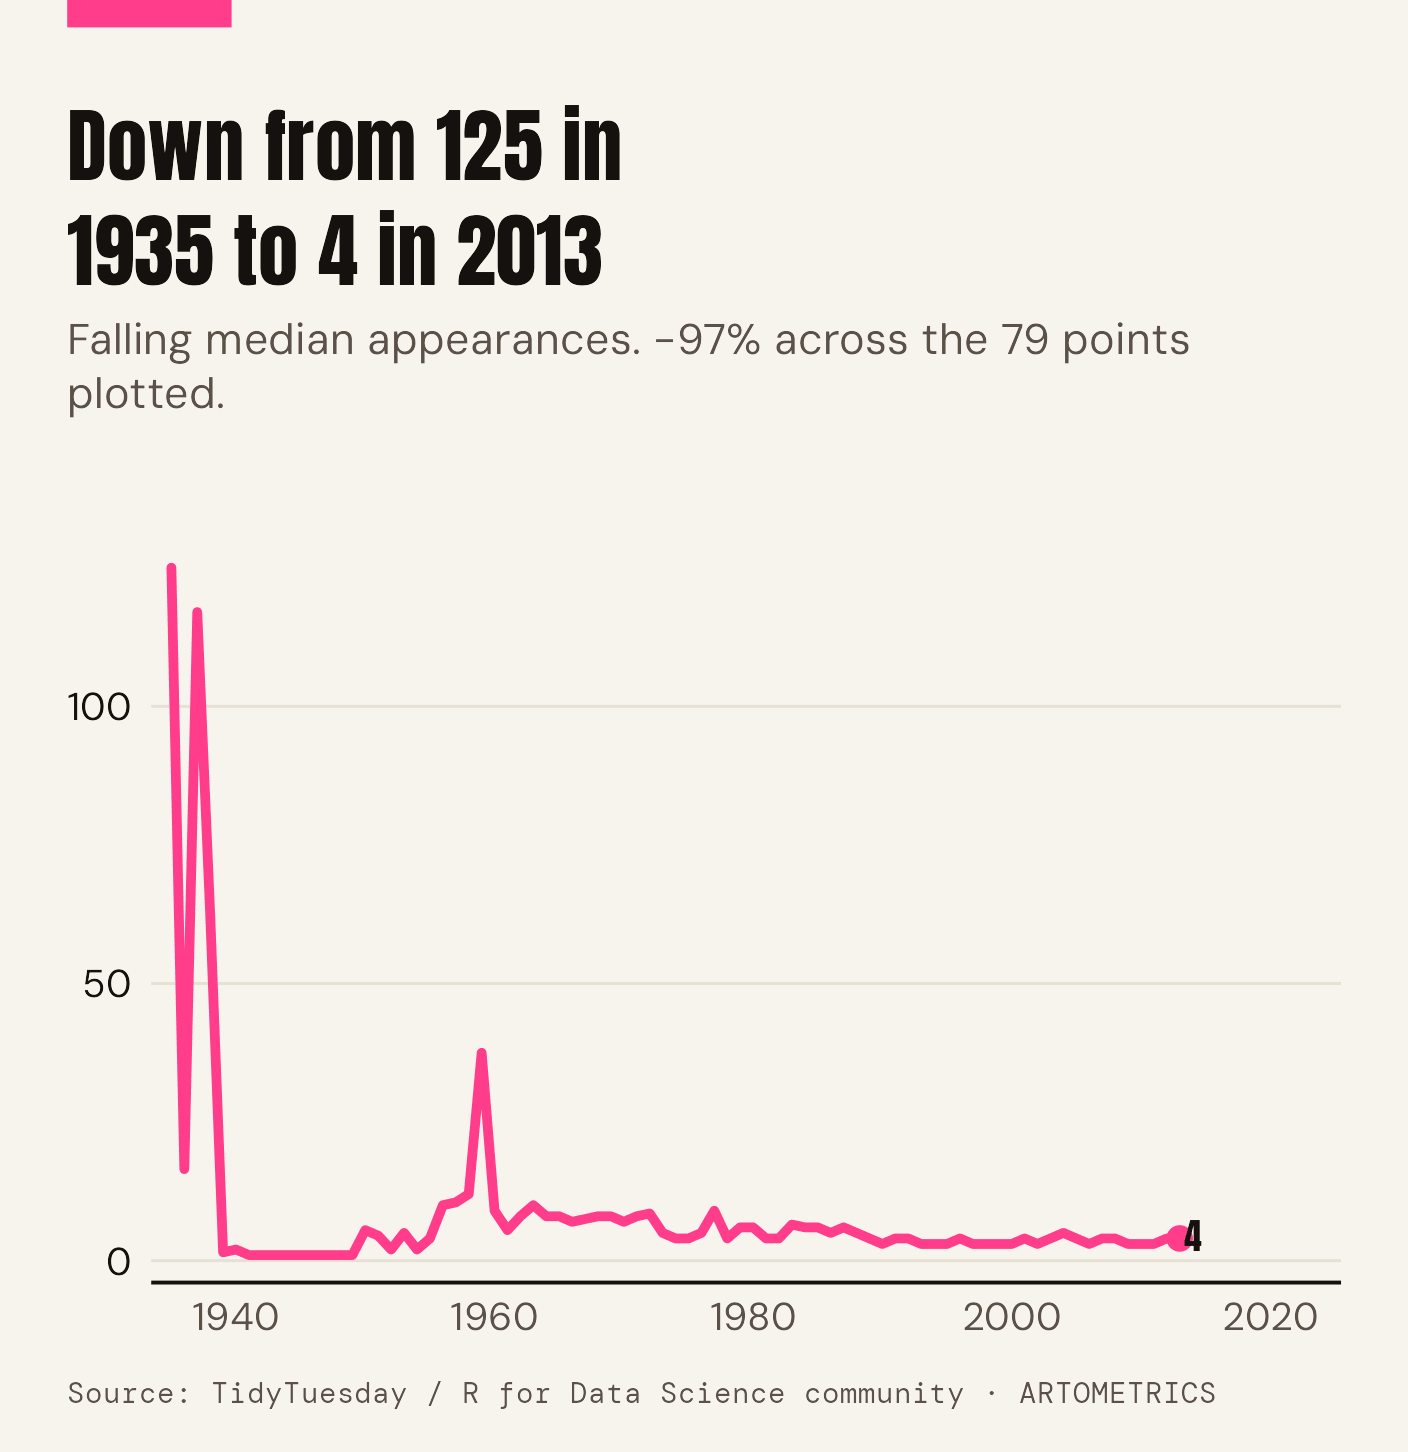 Down from 125 in
1935 to 4 in 2013
Falling median appearances. −97% across the 79 points
plotted.
100
50
0
4
1940 1960 1980 2000 2020
Source: TidyTuesday / R for Data Science community · ARTOMETRICS